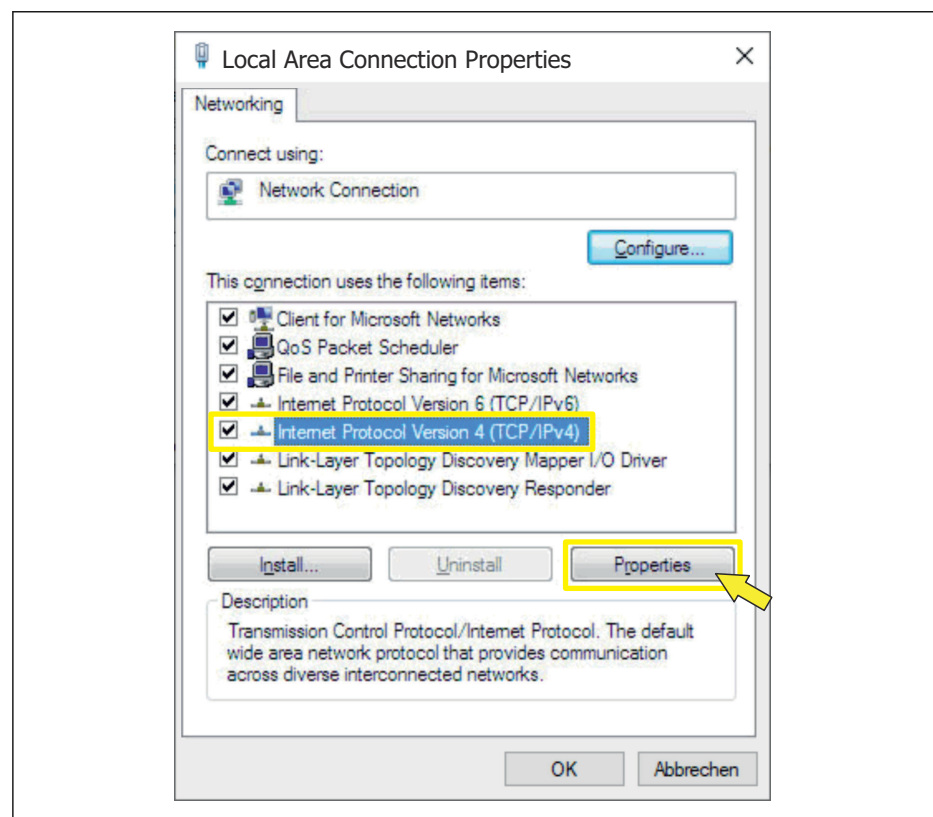 Local Area Connection Properties
Networking
Connect using:
Network Connection
Configure...
This connection uses the following items:
Client for Microsoft Networks
QoS Packet Scheduler
File and Printer Sharing for Microsoft Networks
Internet Protocol Version 6 (TCP/IPv6)
Internet Protocol Version 4 (TCP/IPv4)
Link-Layer Topology Discovery Mapper I/O Driver
Link-Layer Topology Discovery Responder
Install...
Uninstall
Properties
Description
Transmission Control Protocol/Internet Protocol. The default
wide area network protocol that provides communication
across diverse interconnected networks.
OK
Abbrechen